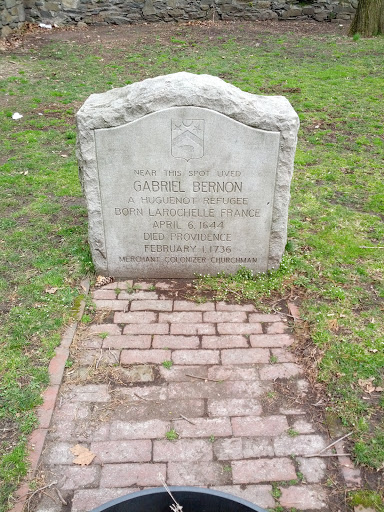 NEAR THIS SPOT LIVED
GABRIEL BERNON
A HUGUENOT REFUGEE
BORN LAROCHELLE FRANCE
APRIL 6, 1644
DIED PROVIDENCE
FEBRUARY 1, 1736
MERCHANT COLONIZER CHURCHMAN